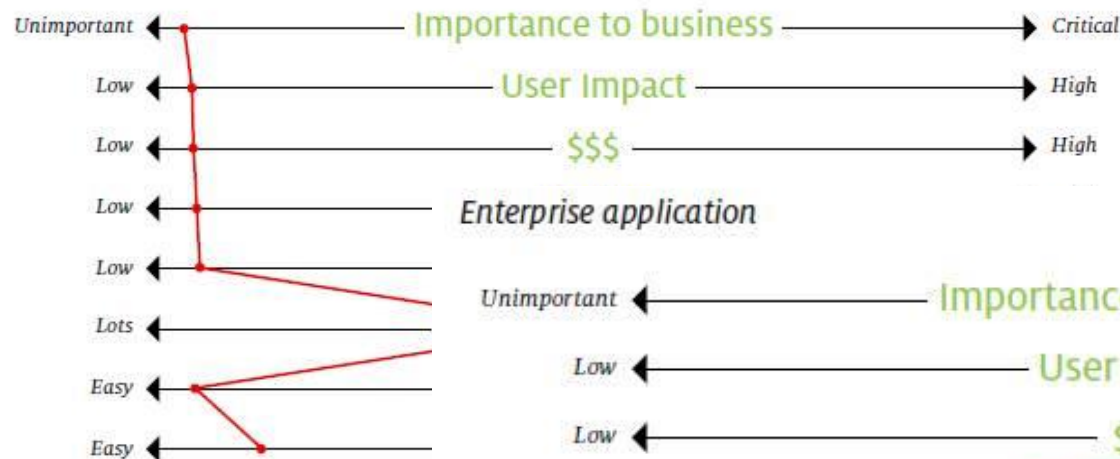 Unimportant Importance to business Critical
Low User Impact High
Low $$$ High
Low
Low
Lots
Easy
Easy
Enterprise application
Unimportant Importanc
Low User
Low $